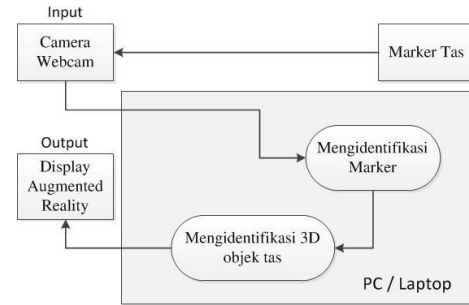 Input
Camera
Webcam
Marker Tas
Mengidentifikasi
Marker
Output
Display
Augmented
Reality
Mengidentifikasi 3D
objek tas
PC / Laptop